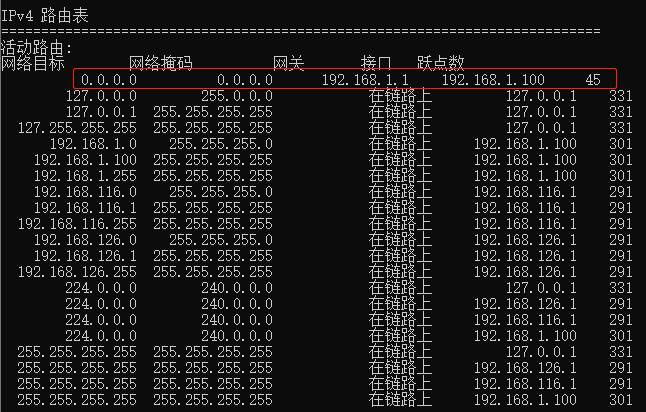 IPv4 路由表
===========================================================================
活动路由:
网络目标 网络掩码 网关 接口 跃点数
0.0.0.0 0.0.0.0 192.168.1.1 192.168.1.100 45
127.0.0.0 255.0.0.0 在链路上 127.0.0.1 331
127.0.0.1 255.255.255.255 在链路上 127.0.0.1 331
127.255.255.255 255.255.255.255 在链路上 127.0.0.1 331
192.168.1.0 255.255.255.0 在链路上 192.168.1.100 301
192.168.1.100 255.255.255.255 在链路上 192.168.1.100 301
192.168.1.255 255.255.255.255 在链路上 192.168.1.100 301
192.168.116.0 255.255.255.0 在链路上 192.168.116.1 291
192.168.116.1 255.255.255.255 在链路上 192.168.116.1 291
192.168.116.255 255.255.255.255 在链路上 192.168.116.1 291
192.168.126.0 255.255.255.0 在链路上 192.168.126.1 291
192.168.126.1 255.255.255.255 在链路上 192.168.126.1 291
192.168.126.255 255.255.255.255 在链路上 192.168.126.1 291
224.0.0.0 240.0.0.0 在链路上 127.0.0.1 331
224.0.0.0 240.0.0.0 在链路上 192.168.126.1 291
224.0.0.0 240.0.0.0 在链路上 192.168.116.1 291
224.0.0.0 240.0.0.0 在链路上 192.168.1.100 301
255.255.255.255 255.255.255.255 在链路上 127.0.0.1 331
255.255.255.255 255.255.255.255 在链路上 192.168.126.1 291
255.255.255.255 255.255.255.255 在链路上 192.168.116.1 291
255.255.255.255 255.255.255.255 在链路上 192.168.1.100 301